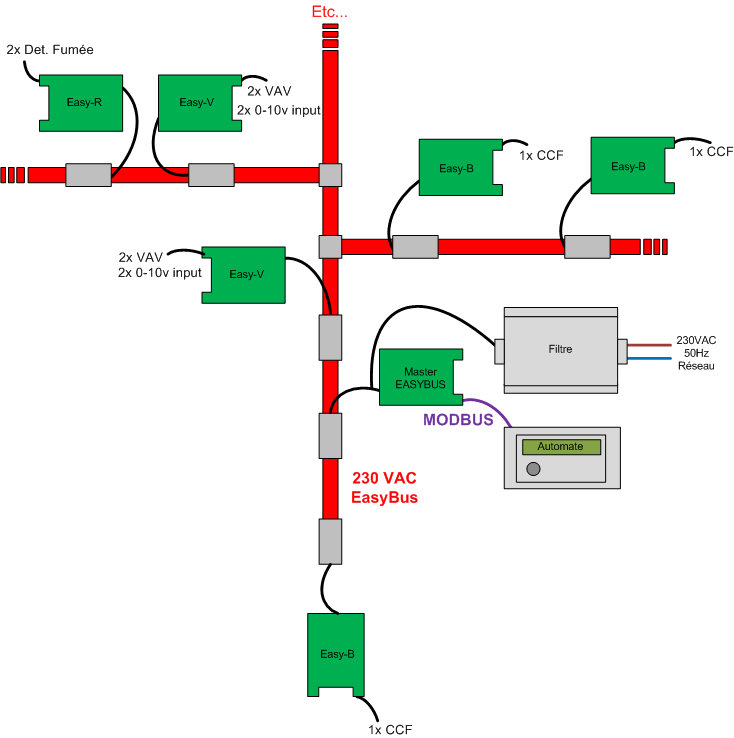 Etc...
2x Det. Fumée
Easy-R
Easy-V
2x VAV
2x 0-10v input
Easy-B
1x CCF
Easy-B
1x CCF
2x VAV
2x 0-10v input
Easy-V
Filtre
230VAC
50Hz
Réseau
Master
EASYBUS
MODBUS
Automate
230 VAC
EasyBus
Easy-B
1x CCF